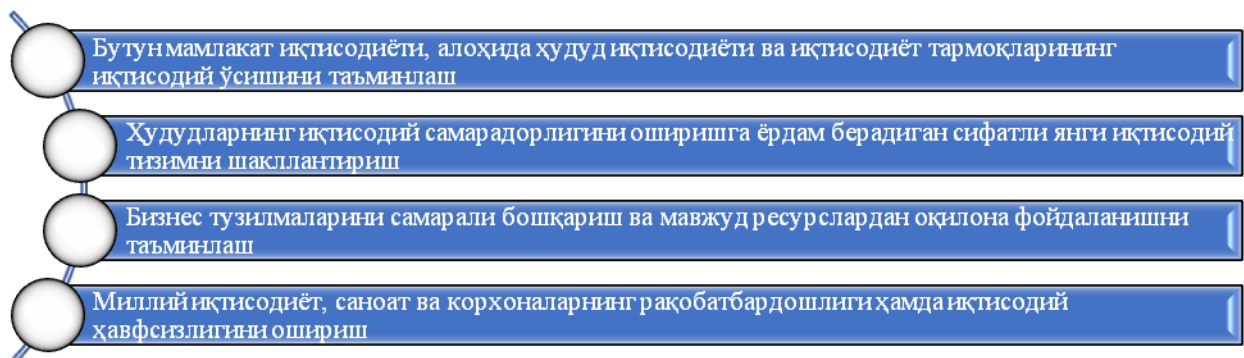 Бутун мамлакат иқтисодиёти, алоҳида ҳудуд иқтисодиёти ва иқтисодиёт тармоқларининг
иқтисодий ўсишини таъминлаш
Ҳудудларнинг иқтисодий самарадорлигини оширишга ёрдам берадиган сифатли янги иқтисодий
тизимни шакллантириш
Бизнес тузилмаларини самарали бошқариш ва мавжуд ресурслардан оқилона фойдаланишни
таъминлаш
Миллий иқтисодиёт, саноат ва корхоналарнинг рақобатбардошлиги ҳамда иқтисодий
ҳавфсизлигини ошириш